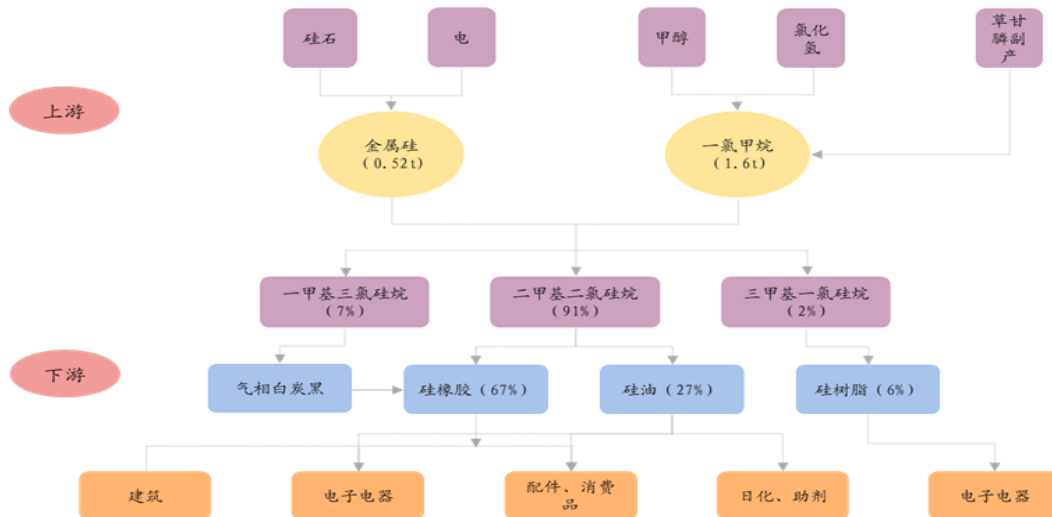 硅石
电
甲醇
氯化
氢
草甘
膦副
产
上游
金属硅
(0.52t)
一氯甲烷
(1.6t)
一甲基三氯硅烷
(7%)
二甲基二氯硅烷
(91%)
三甲基一氯硅烷
(2%)
下游
气相白炭黑
硅橡胶(67%)
硅油(27%)
硅树脂(6%)
建筑
电子电器
配件、消费
品
日化、助剂
电子电器